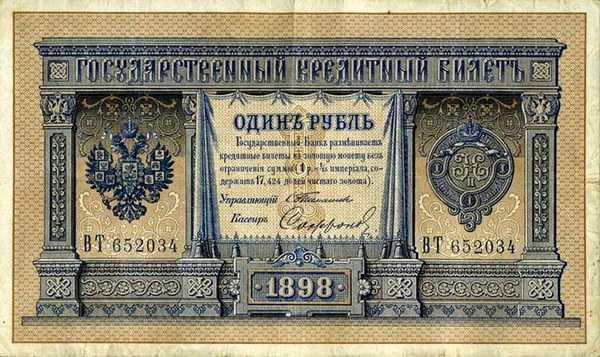 ГОСУДАРСТВЕННЫЙ КРЕДИТНЫЙ БИЛЕТЪ
ОДИНЪ РУБЛЬ
Государственный Банкъ размѣниваетъ
кредитные билеты на золотую монету безъ
ограниченія суммы (1 р.= 1/15 имперіала, со-
держитъ 17,424 долей чистаго золота).
Управляющій
Кассиръ
ВТ 652034
ВТ 652034
1898